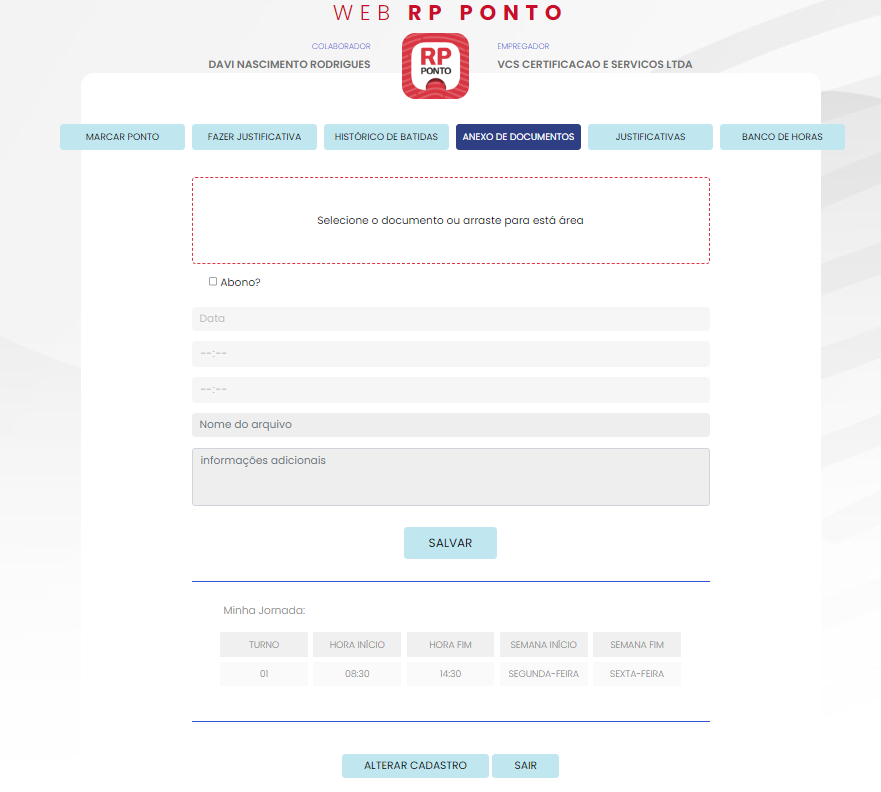 WEB RP PONTO
COLABORADOR
DAVI NASCIMENTO RODRIGUES
RP
PONTO
EMPREGADOR
VCS CERTIFICACAO E SERVICOS LTDA
MARCAR PONTO FAZER JUSTIFICATIVA HISTÓRICO DE BATIDAS ANEXO DE DOCUMENTOS JUSTIFICATIVAS BANCO DE HORAS
Selecione o documento ou arraste para está área
Abono?
Data
--:--
--:--
Nome do arquivo
informações adicionais
SALVAR
Minha Jornada:
TURNO HORA INÍCIO HORA FIM SEMANA INÍCIO SEMANA FIM
01 08:30 14:30 SEGUNDA-FEIRA SEXTA-FEIRA
ALTERAR CADASTRO SAIR